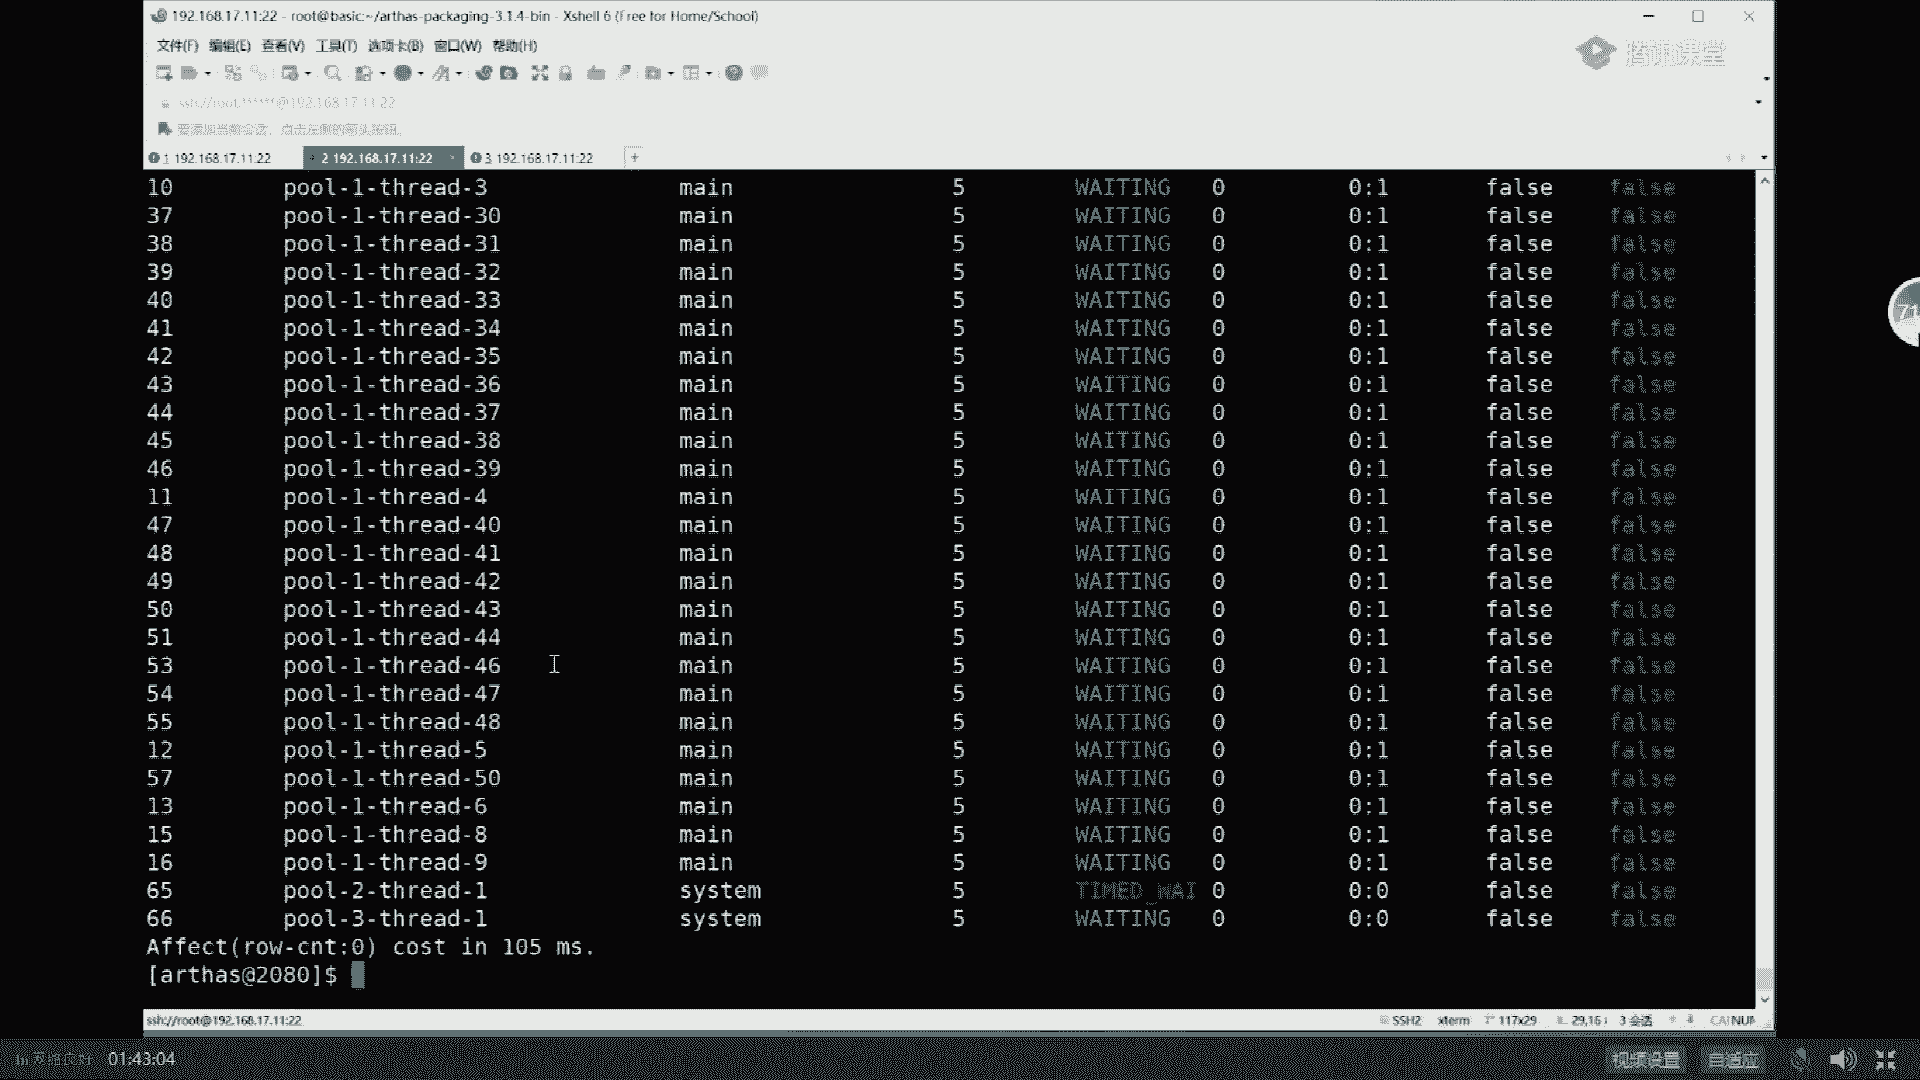 192.168.17.11:22 - root@basic:~/arthas-packaging-3.1.4-bin - Xshell 6 (Free for Home/School)
文件(F) 编辑(E) 查看(V) 工具(T) 选项卡(B) 窗口(W) 帮助(H)
腾讯课堂
ssh://root:******@192.168.17.11:22
要添加当前会话，点击左侧的箭头按钮。
1 192.168.17.11:22 2 192.168.17.11:22 × 3 192.168.17.11:22 +
10 pool-1-thread-3 main 5 WAITING 0 0:1 false false
37 pool-1-thread-30 main 5 WAITING 0 0:1 false false
38 pool-1-thread-31 main 5 WAITING 0 0:1 false false
39 pool-1-thread-32 main 5 WAITING 0 0:1 false false
40 pool-1-thread-33 main 5 WAITING 0 0:1 false false
41 pool-1-thread-34 main 5 WAITING 0 0:1 false false
42 pool-1-thread-35 main 5 WAITING 0 0:1 false false
43 pool-1-thread-36 main 5 WAITING 0 0:1 false false
44 pool-1-thread-37 main 5 WAITING 0 0:1 false false
45 pool-1-thread-38 main 5 WAITING 0 0:1 false false
46 pool-1-thread-39 main 5 WAITING 0 0:1 false false
11 pool-1-thread-4 main 5 WAITING 0 0:1 false false
47 pool-1-thread-40 main 5 WAITING 0 0:1 false false
48 pool-1-thread-41 main 5 WAITING 0 0:1 false false
49 pool-1-thread-42 main 5 WAITING 0 0:1 false false
50 pool-1-thread-43 main 5 WAITING 0 0:1 false false
51 pool-1-thread-44 main 5 WAITING 0 0:1 false false
53 pool-1-thread-46 main 5 WAITING 0 0:1 false false
54 pool-1-thread-47 main 5 WAITING 0 0:1 false false
55 pool-1-thread-48 main 5 WAITING 0 0:1 false false
12 pool-1-thread-5 main 5 WAITING 0 0:1 false false
57 pool-1-thread-50 main 5 WAITING 0 0:1 false false
13 pool-1-thread-6 main 5 WAITING 0 0:1 false false
15 pool-1-thread-8 main 5 WAITING 0 0:1 false false
16 pool-1-thread-9 main 5 WAITING 0 0:1 false false
65 pool-2-thread-1 system 5 TIMED_WAI 0 0:0 false false
66 pool-3-thread-1 system 5 WAITING 0 0:0 false false
Affect(row-cnt:0) cost in 105 ms.
[arthas@2080]$
ssh://root@192.168.17.11:22 SSH2 xterm 117x29 29,16 3 会话 CAP NUM
01:43:04 视频设置 自适应